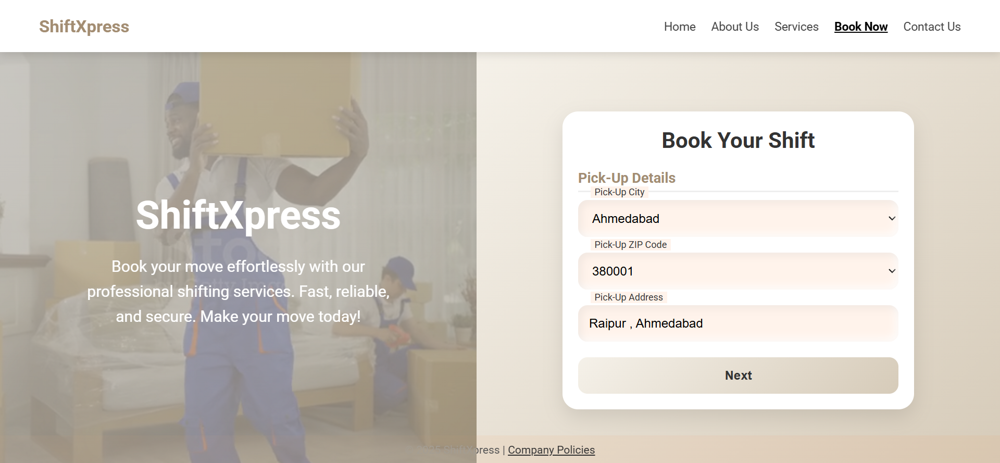 ShiftXpress
Home About Us Services Book Now Contact Us
ShiftXpress
Book your move effortlessly with our
professional shifting services. Fast, reliable,
and secure. Make your move today!
Book Your Shift
Pick-Up Details
Pick-Up City
Ahmedabad
Pick-Up ZIP Code
380001
Pick-Up Address
Raipur , Ahmedabad
Next
2025 ShiftXpress | Company Policies